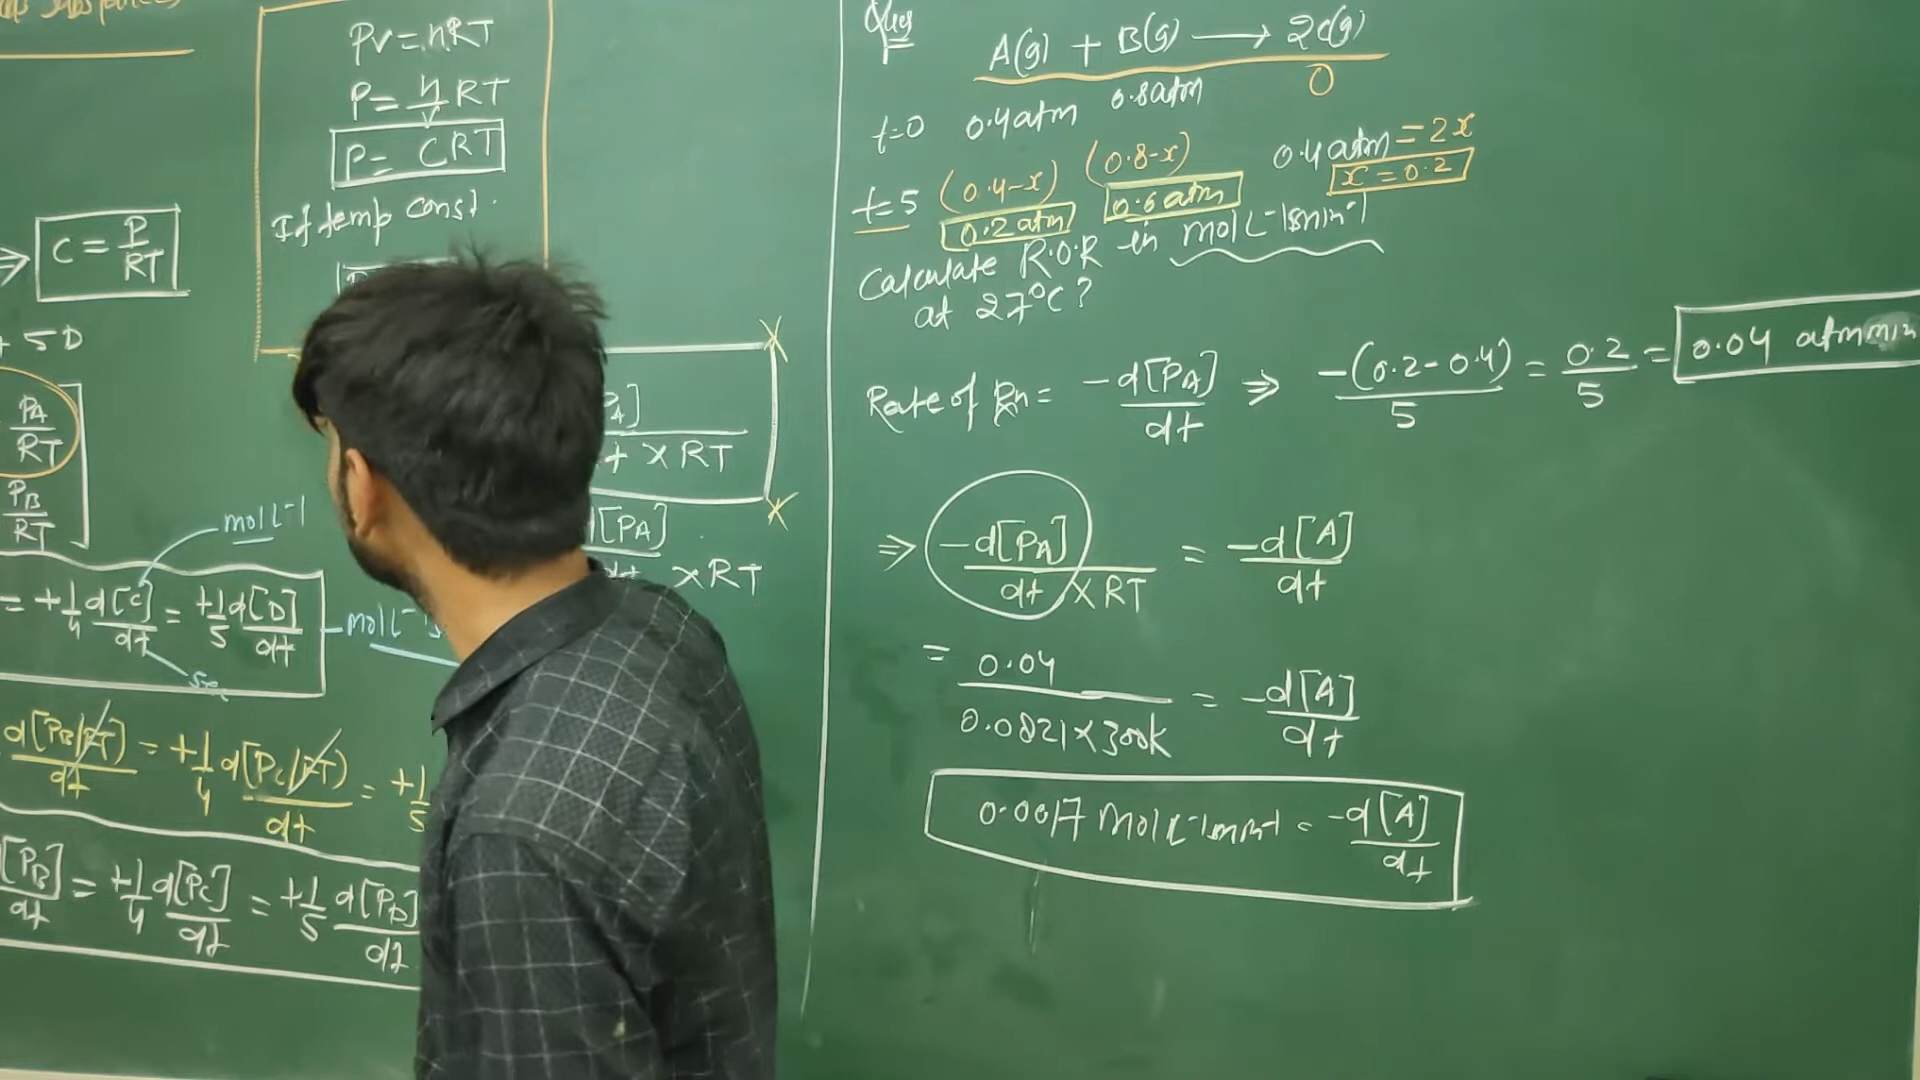 PV = nRT
P = n/V RT
P = CRT
If temp const.
⇒ C = P/RT
+ 5D
PA/RT
PB/RT
mol L-1
= +1/4 d[C]/dt = +1/5 d[D]/dt
d[PB/RT]/dt = +1/4 d[PC/RT]/dt = +1/5
[PB]/dt = +1/4 d[PC]/dt = +1/5 d[PD]/dt
× RT
[PA]
× RT
Ques
A(g) + B(g) ⟶ 2C(g)
t=0 0.4atm 0.8atm 0
t=5 (0.4-x) (0.8-x) 0.4atm = 2x
0.2 atm 0.6 atm x = 0.2
Calculate R.O.R in mol L-1 min-1
at 27°C?
Rate of Rn = -d[PA]/dt ⇒ -(0.2-0.4)/5 = 0.2/5 = 0.04 atm min
⇒ -d[PA]/dt × RT = -d[A]/dt
= 0.04/0.0821×300k = -d[A]/dt
0.0017 mol L-1 min-1 = -d[A]/dt